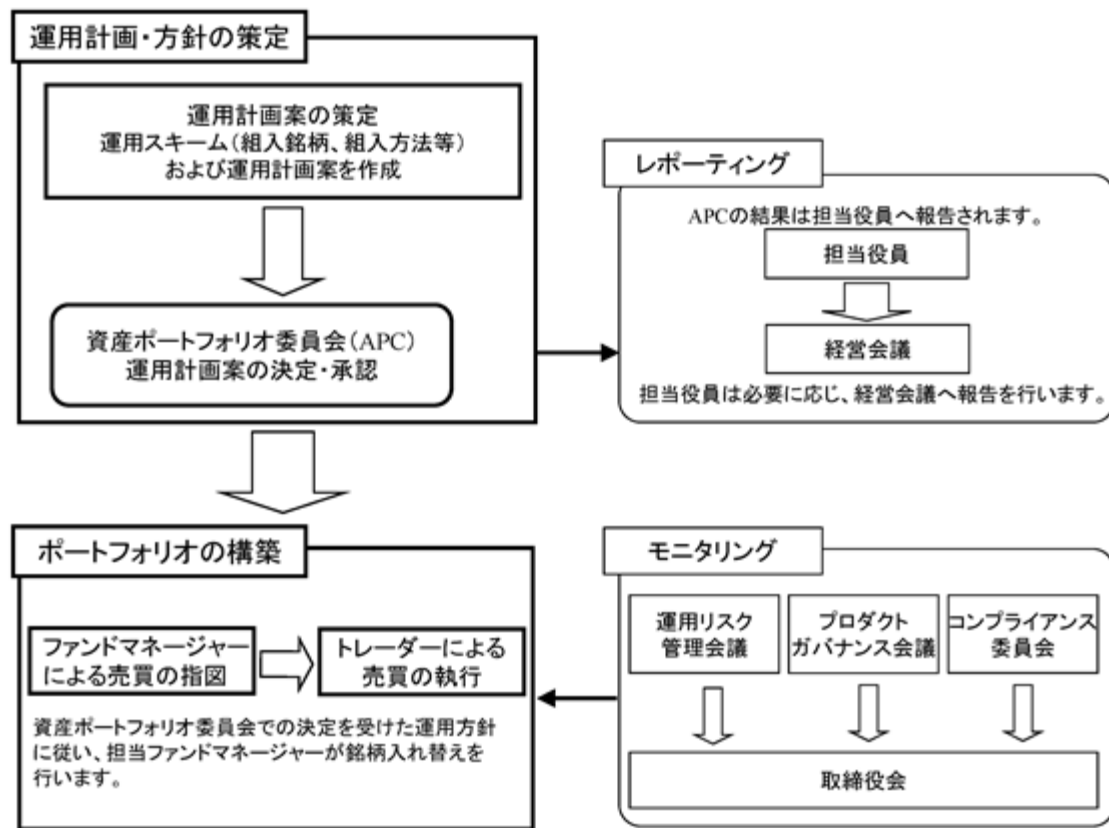 運用計画・方針の策定
運用計画案の策定
運用スキーム(組入銘柄、組入方法等)
および運用計画案を作成
資産ポートフォリオ委員会(APC)
運用計画案の決定・承認
レポーティング
APCの結果は担当役員へ報告されます。
担当役員
経営会議
担当役員は必要に応じ、経営会議へ報告を行います。
ポートフォリオの構築
ファンドマネージャー
による売買の指図
トレーダーによる
売買の執行
資産ポートフォリオ委員会での決定を受けた運用方針
に従い、担当ファンドマネージャーが銘柄入れ替えを
行います。
モニタリング
運用リスク
管理会議
プロダクト
ガバナンス会議
コンプライアンス
委員会
取締役会